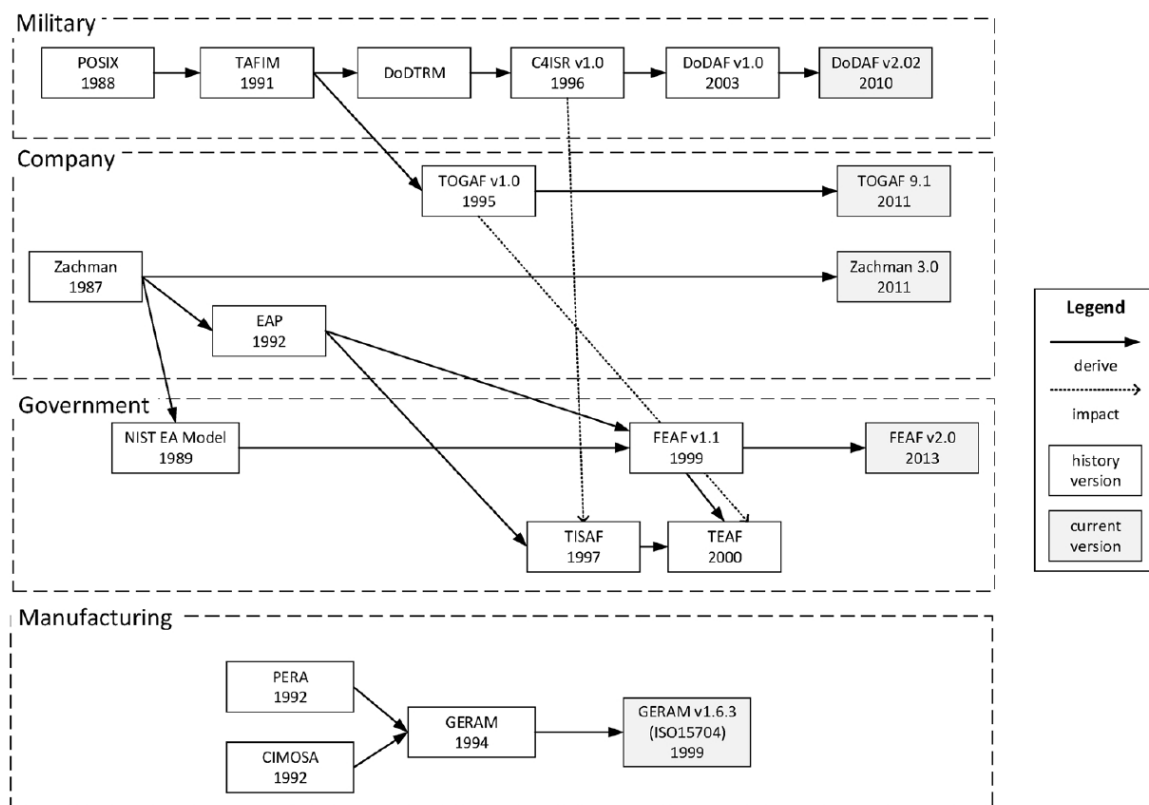 Military
POSIX
1988
TAFIM
1991
DoDTRM
C4ISR v1.0
1996
DoDAF v1.0
2003
DoDAF v2.02
2010
Company
TOGAF v1.0
1995
TOGAF 9.1
2011
Zachman
1987
Zachman 3.0
2011
EAP
1992
Legend
derive
impact
history
version
current
version
Government
NIST EA Model
1989
FEAF v1.1
1999
FEAF v2.0
2013
TISAF
1997
TEAF
2000
Manufacturing
PERA
1992
CIMOSA
1992
GERAM
1994
GERAM v1.6.3
(ISO15704)
1999